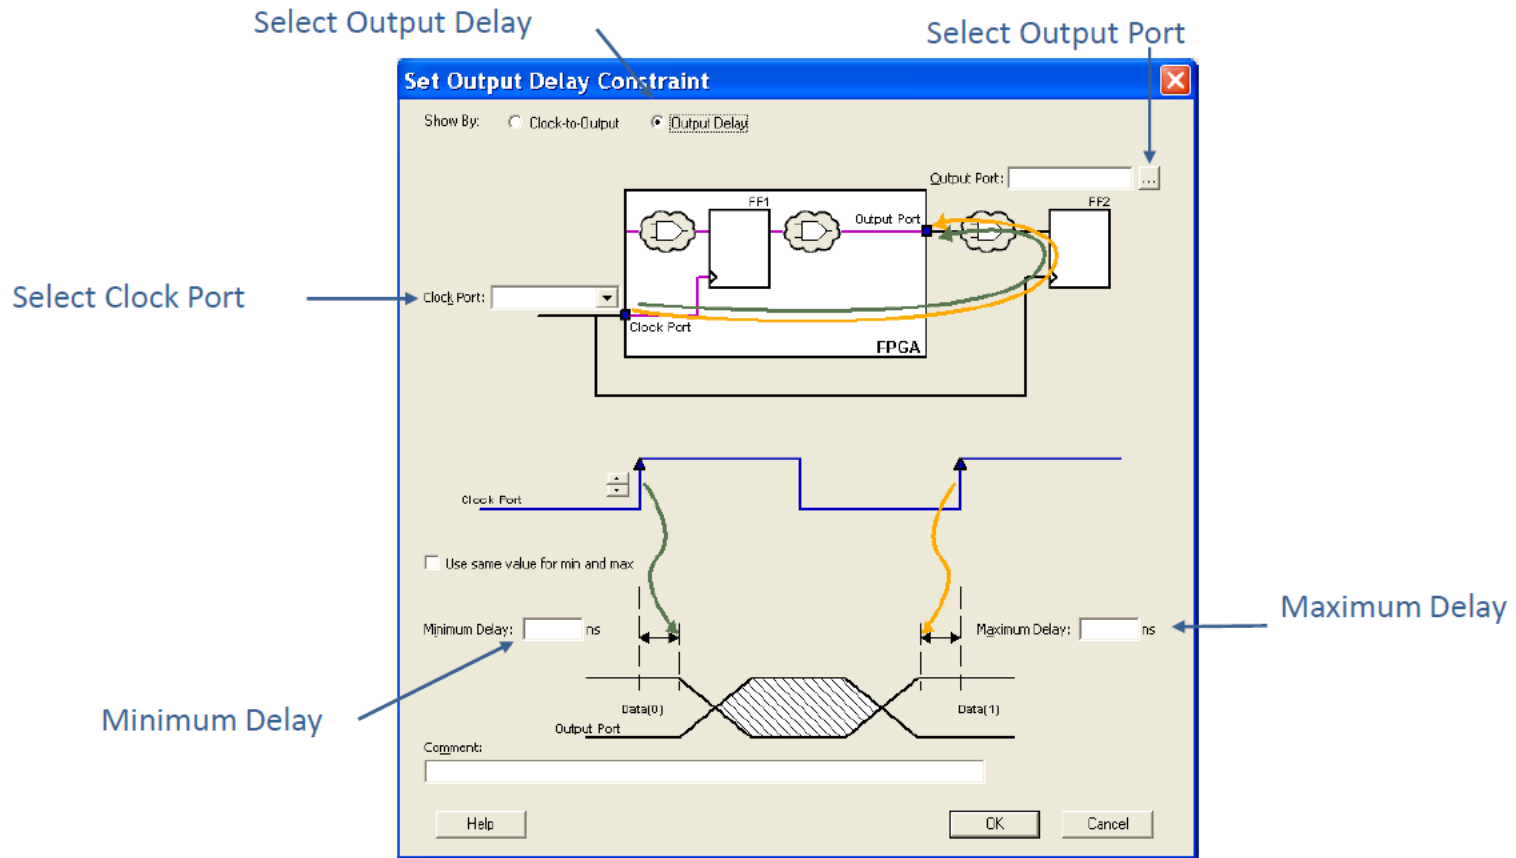 Select Output Delay
Select Output Port
Set Output Delay Constraint
Show By: Clock-to-Output Output Delay
Output Port: ...
FF1
FF2
Output Port
Select Clock Port
Clock Port:
Clock Port
FPGA
Clock Port
Use same value for min and max
Maximum Delay
Minimum Delay: ns
Maximum Delay: ns
Minimum Delay
Data(0)
Data(1)
Output Port
Comment:
Help
OK
Cancel